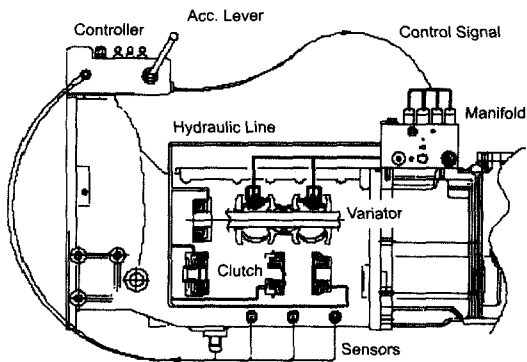 Acc. Lever
Controller
Control Signal
Manifold
Hydraulic Line
Variator
Clutch
Sensors